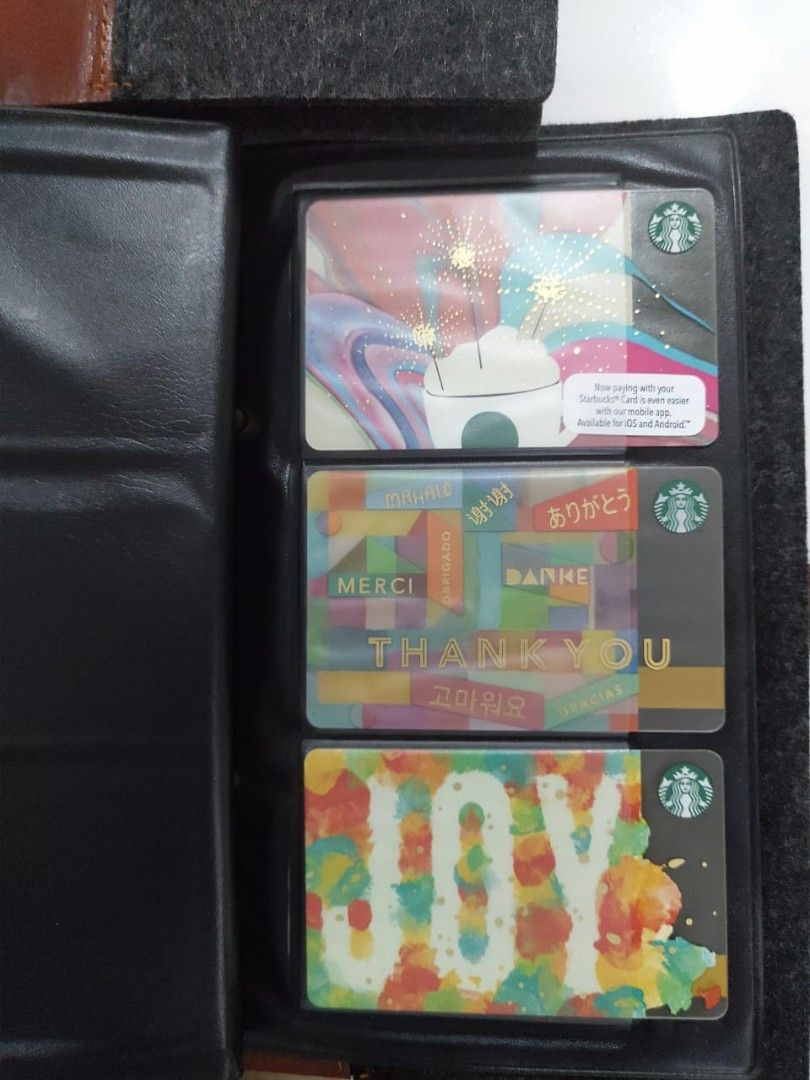 Now paying with your
Starbucks® Card is even easier
with our mobile app.
Available for iOS and Android.™
MAHALO
谢谢
ありがとう
OBRIGADO
MERCI
DANKE
THANK YOU
고마워요
GRACIAS
JOY